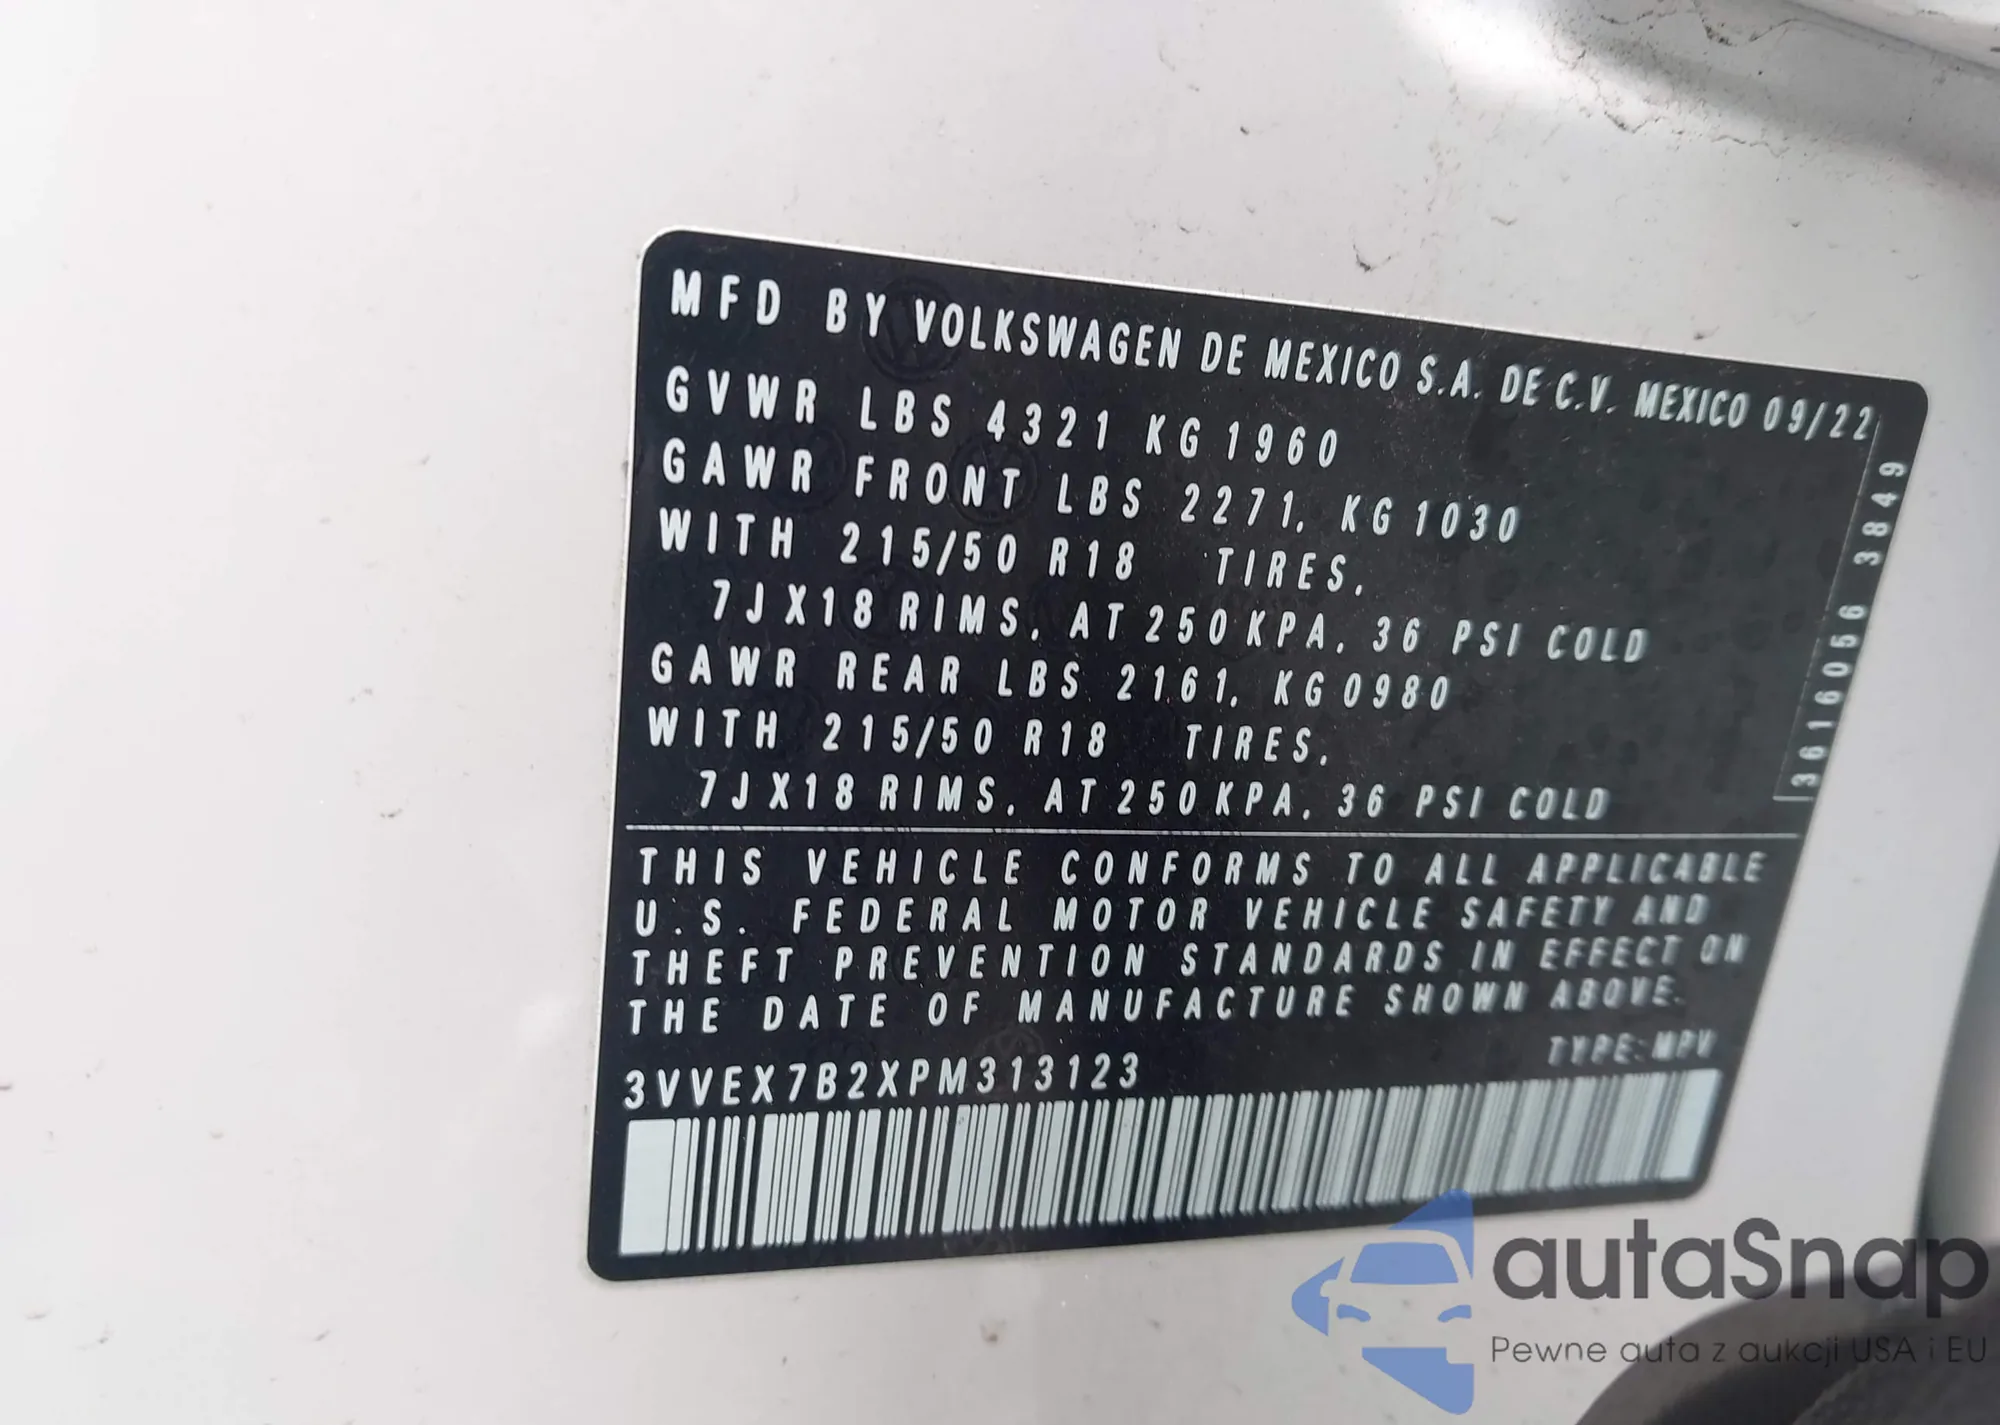 MFD BY VOLKSWAGEN DE MEXICO S.A. DE C.V. MEXICO 09/22
GVWR LBS 4321 KG 1960
GAWR FRONT LBS 2271, KG 1030
WITH 215/50 R18 TIRES,
7JX18 RIMS, AT 250 KPA, 36 PSI COLD
GAWR REAR LBS 2161, KG 0980
WITH 215/50 R18 TIRES,
7JX18 RIMS, AT 250 KPA, 36 PSI COLD
3616056 3849
THIS VEHICLE CONFORMS TO ALL APPLICABLE
U.S. FEDERAL MOTOR VEHICLE SAFETY AND
THEFT PREVENTION STANDARDS IN EFFECT ON
THE DATE OF MANUFACTURE SHOWN ABOVE.
TYPE: MPV
3VVEX7B2XPM313123
autaSnap
Pewne auta z aukcji USA i EU